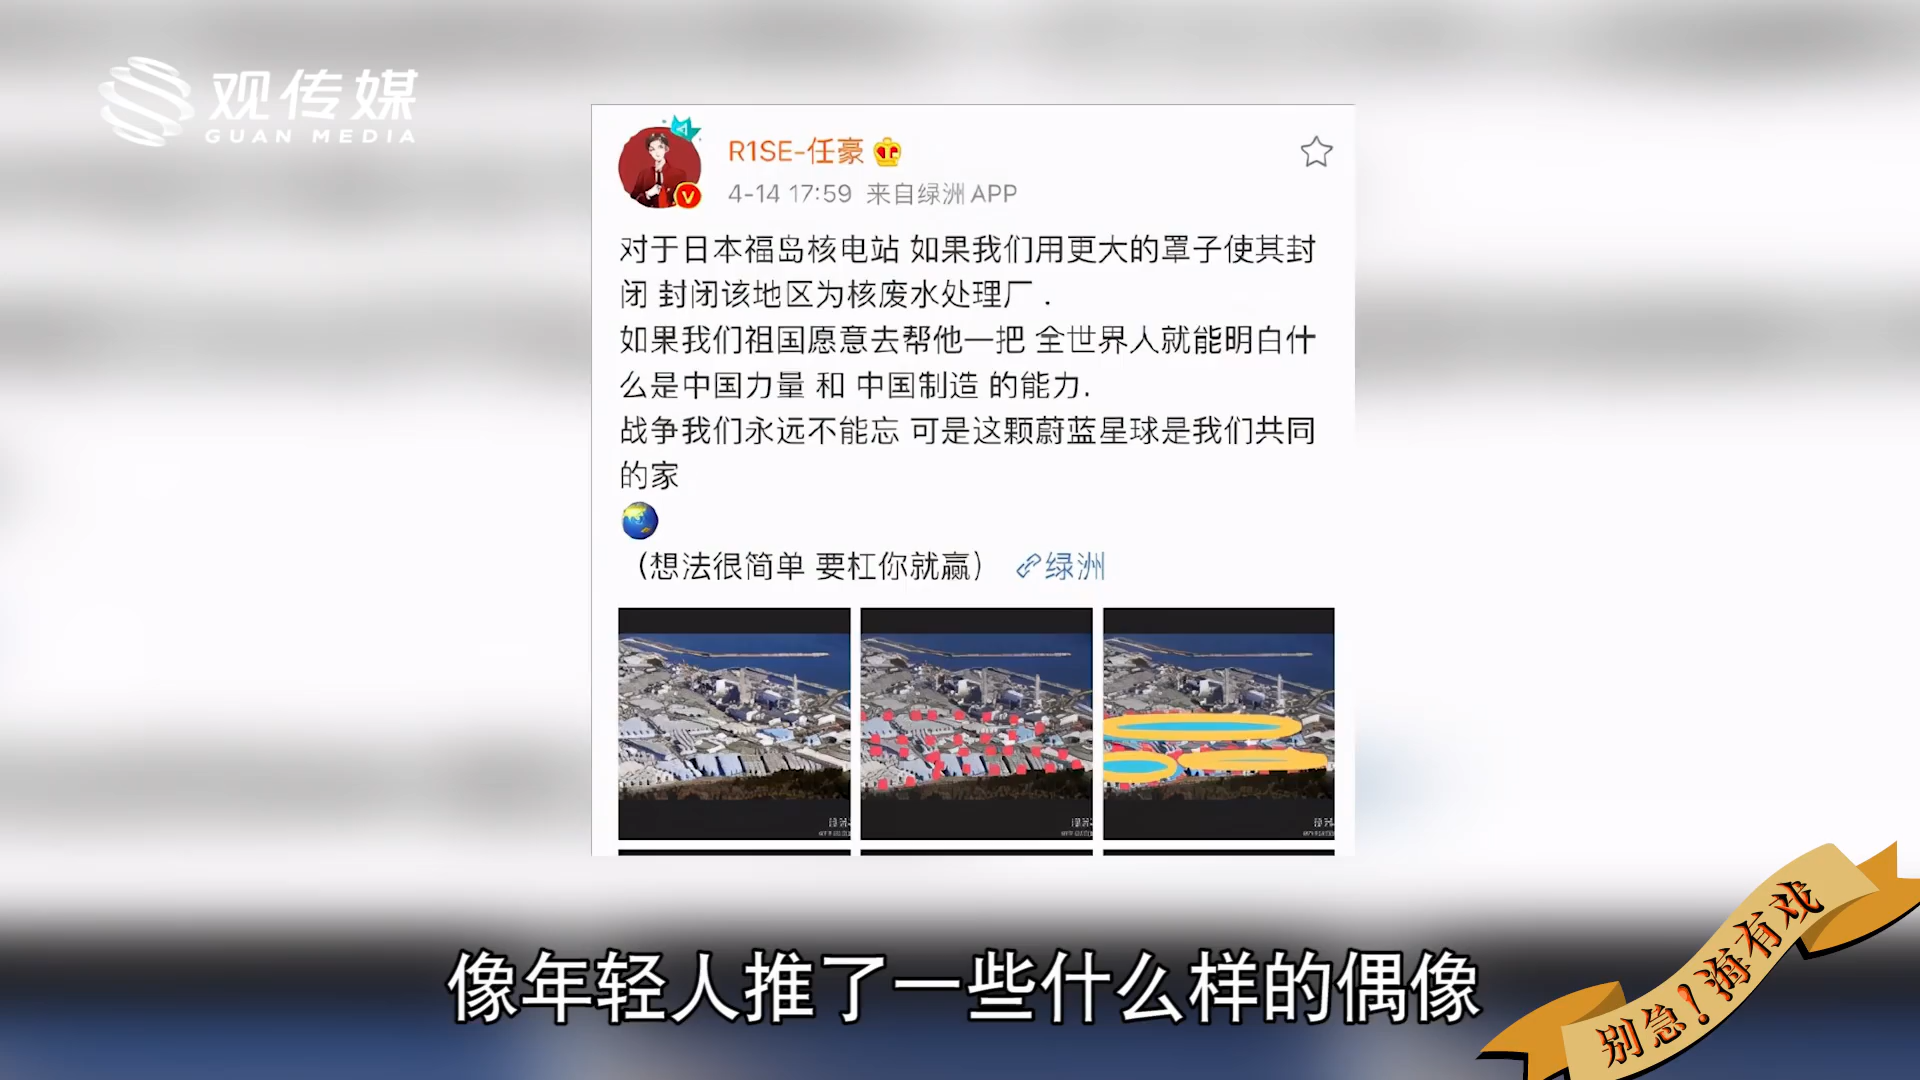 观传媒
GUAN MEDIA
R1SE-任豪
4-14 17:59 来自绿洲 APP
对于日本福岛核电站 如果我们用更大的罩子使其封
闭 封闭该地区为核废水处理厂 .
如果我们祖国愿意去帮他一把 全世界人就能明白什
么是中国力量 和 中国制造 的能力.
战争我们永远不能忘 可是这颗蔚蓝星球是我们共同
的家
（想法很简单 要杠你就赢） 绿洲
像年轻人推了一些什么样的偶像
别急！海有戏